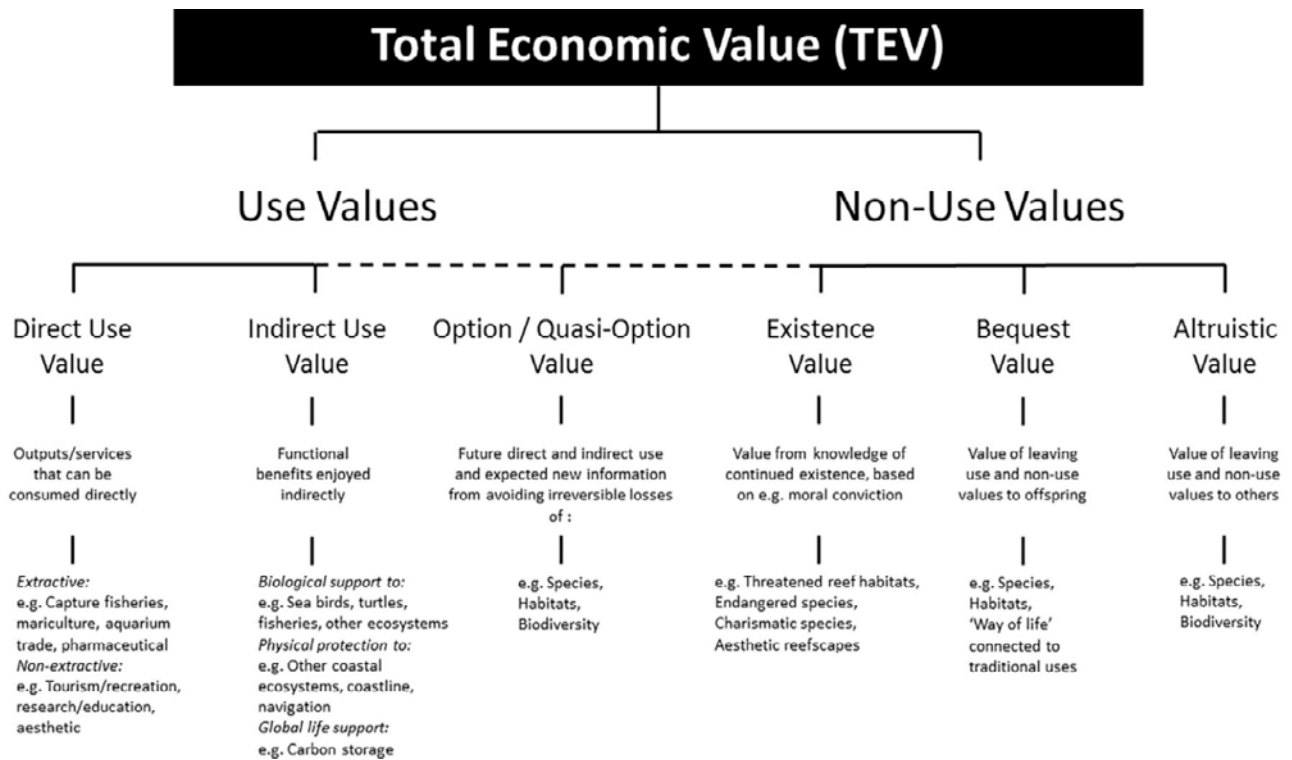 Total Economic Value (TEV)
Use Values
Non-Use Values
Direct Use
Value
Indirect Use
Value
Option / Quasi-Option
Value
Existence
Value
Bequest
Value
Altruistic
Value
Outputs/services
that can be
consumed directly
Functional
benefits enjoyed
indirectly
Future direct and indirect use
and expected new information
from avoiding irreversible losses
of :
Value from knowledge of
continued existence, based
on e.g. moral conviction
Value of leaving
use and non-use
values to offspring
Value of leaving
use and non-use
values to others
Extractive:
e.g. Capture fisheries,
mariculture, aquarium
trade, pharmaceutical
Non-extractive:
e.g. Tourism/recreation,
research/education,
aesthetic
Biological support to:
e.g. Sea birds, turtles,
fisheries, other ecosystems
Physical protection to:
e.g. Other coastal
ecosystems, coastline,
navigation
Global life support:
e.g. Carbon storage
e.g. Species,
Habitats,
Biodiversity
e.g. Threatened reef habitats,
Endangered species,
Charismatic species,
Aesthetic reefscapes
e.g. Species,
Habitats,
'Way of life'
connected to
traditional uses
e.g. Species,
Habitats,
Biodiversity